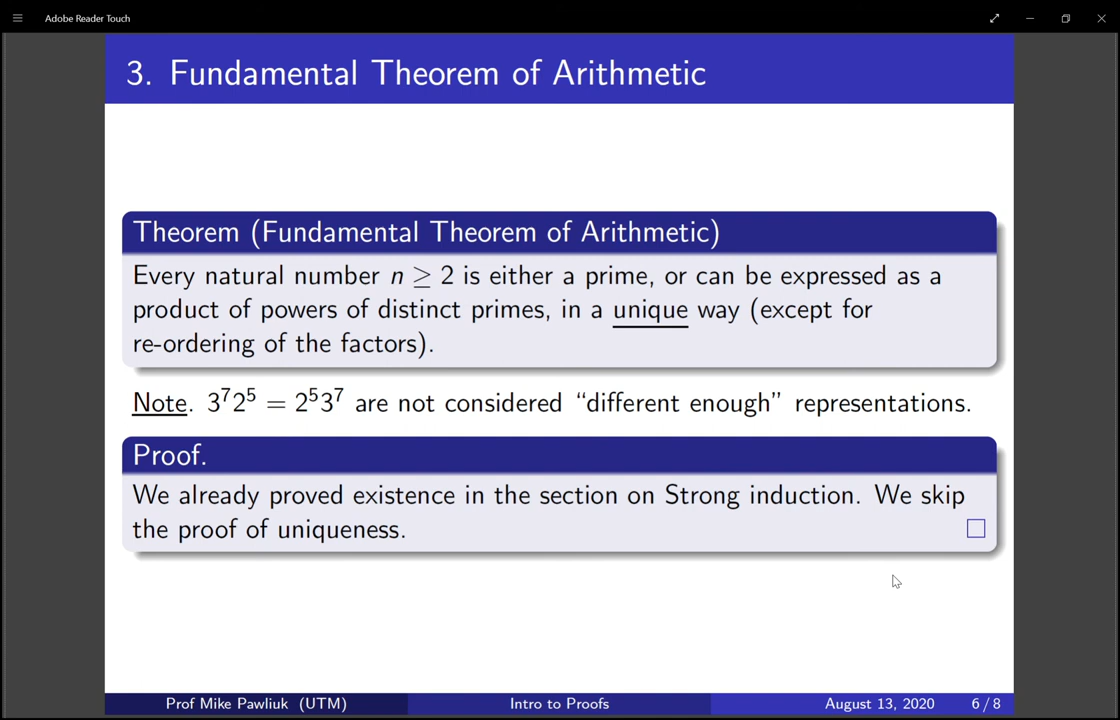 Adobe Reader Touch
3. Fundamental Theorem of Arithmetic
Theorem (Fundamental Theorem of Arithmetic)
Every natural number n ≥ 2 is either a prime, or can be expressed as a
product of powers of distinct primes, in a unique way (except for
re-ordering of the factors).
Note. 3⁷2⁵ = 2⁵3⁷ are not considered “different enough” representations.
Proof.
We already proved existence in the section on Strong induction. We skip
the proof of uniqueness. □
Prof Mike Pawliuk (UTM) Intro to Proofs August 13, 2020 6 / 8